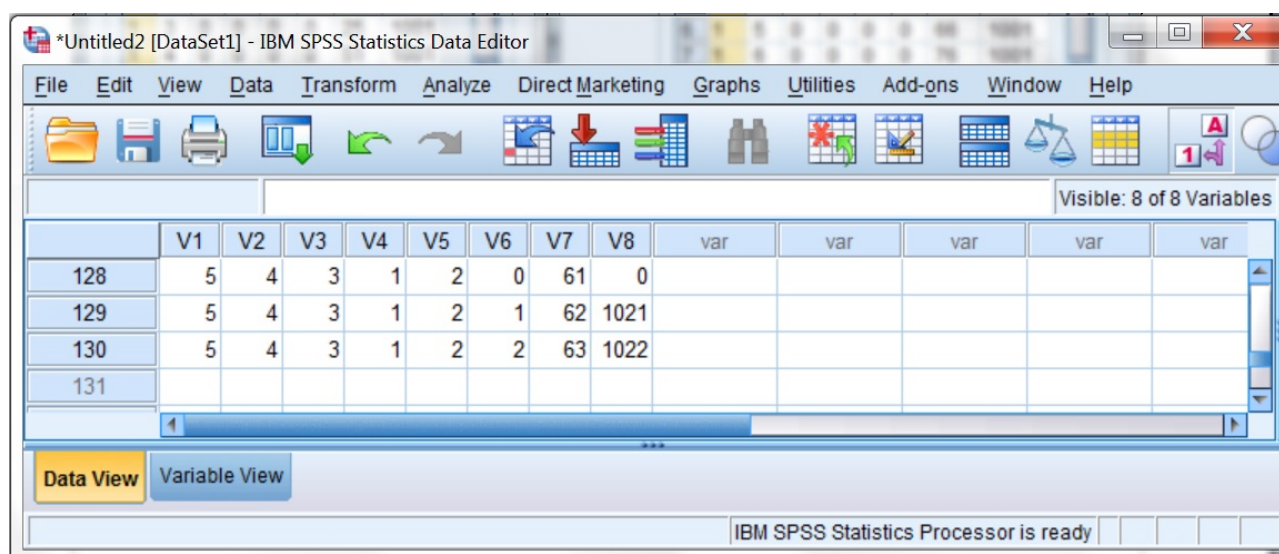 *Untitled2 [DataSet1] - IBM SPSS Statistics Data Editor
File Edit View Data Transform Analyze Direct Marketing Graphs Utilities Add-ons Window Help
A
1
Visible: 8 of 8 Variables
V1 V2 V3 V4 V5 V6 V7 V8 var var var var var
128 5 4 3 1 2 0 61 0
129 5 4 3 1 2 1 62 1021
130 5 4 3 1 2 2 63 1022
131
Data View Variable View
IBM SPSS Statistics Processor is ready